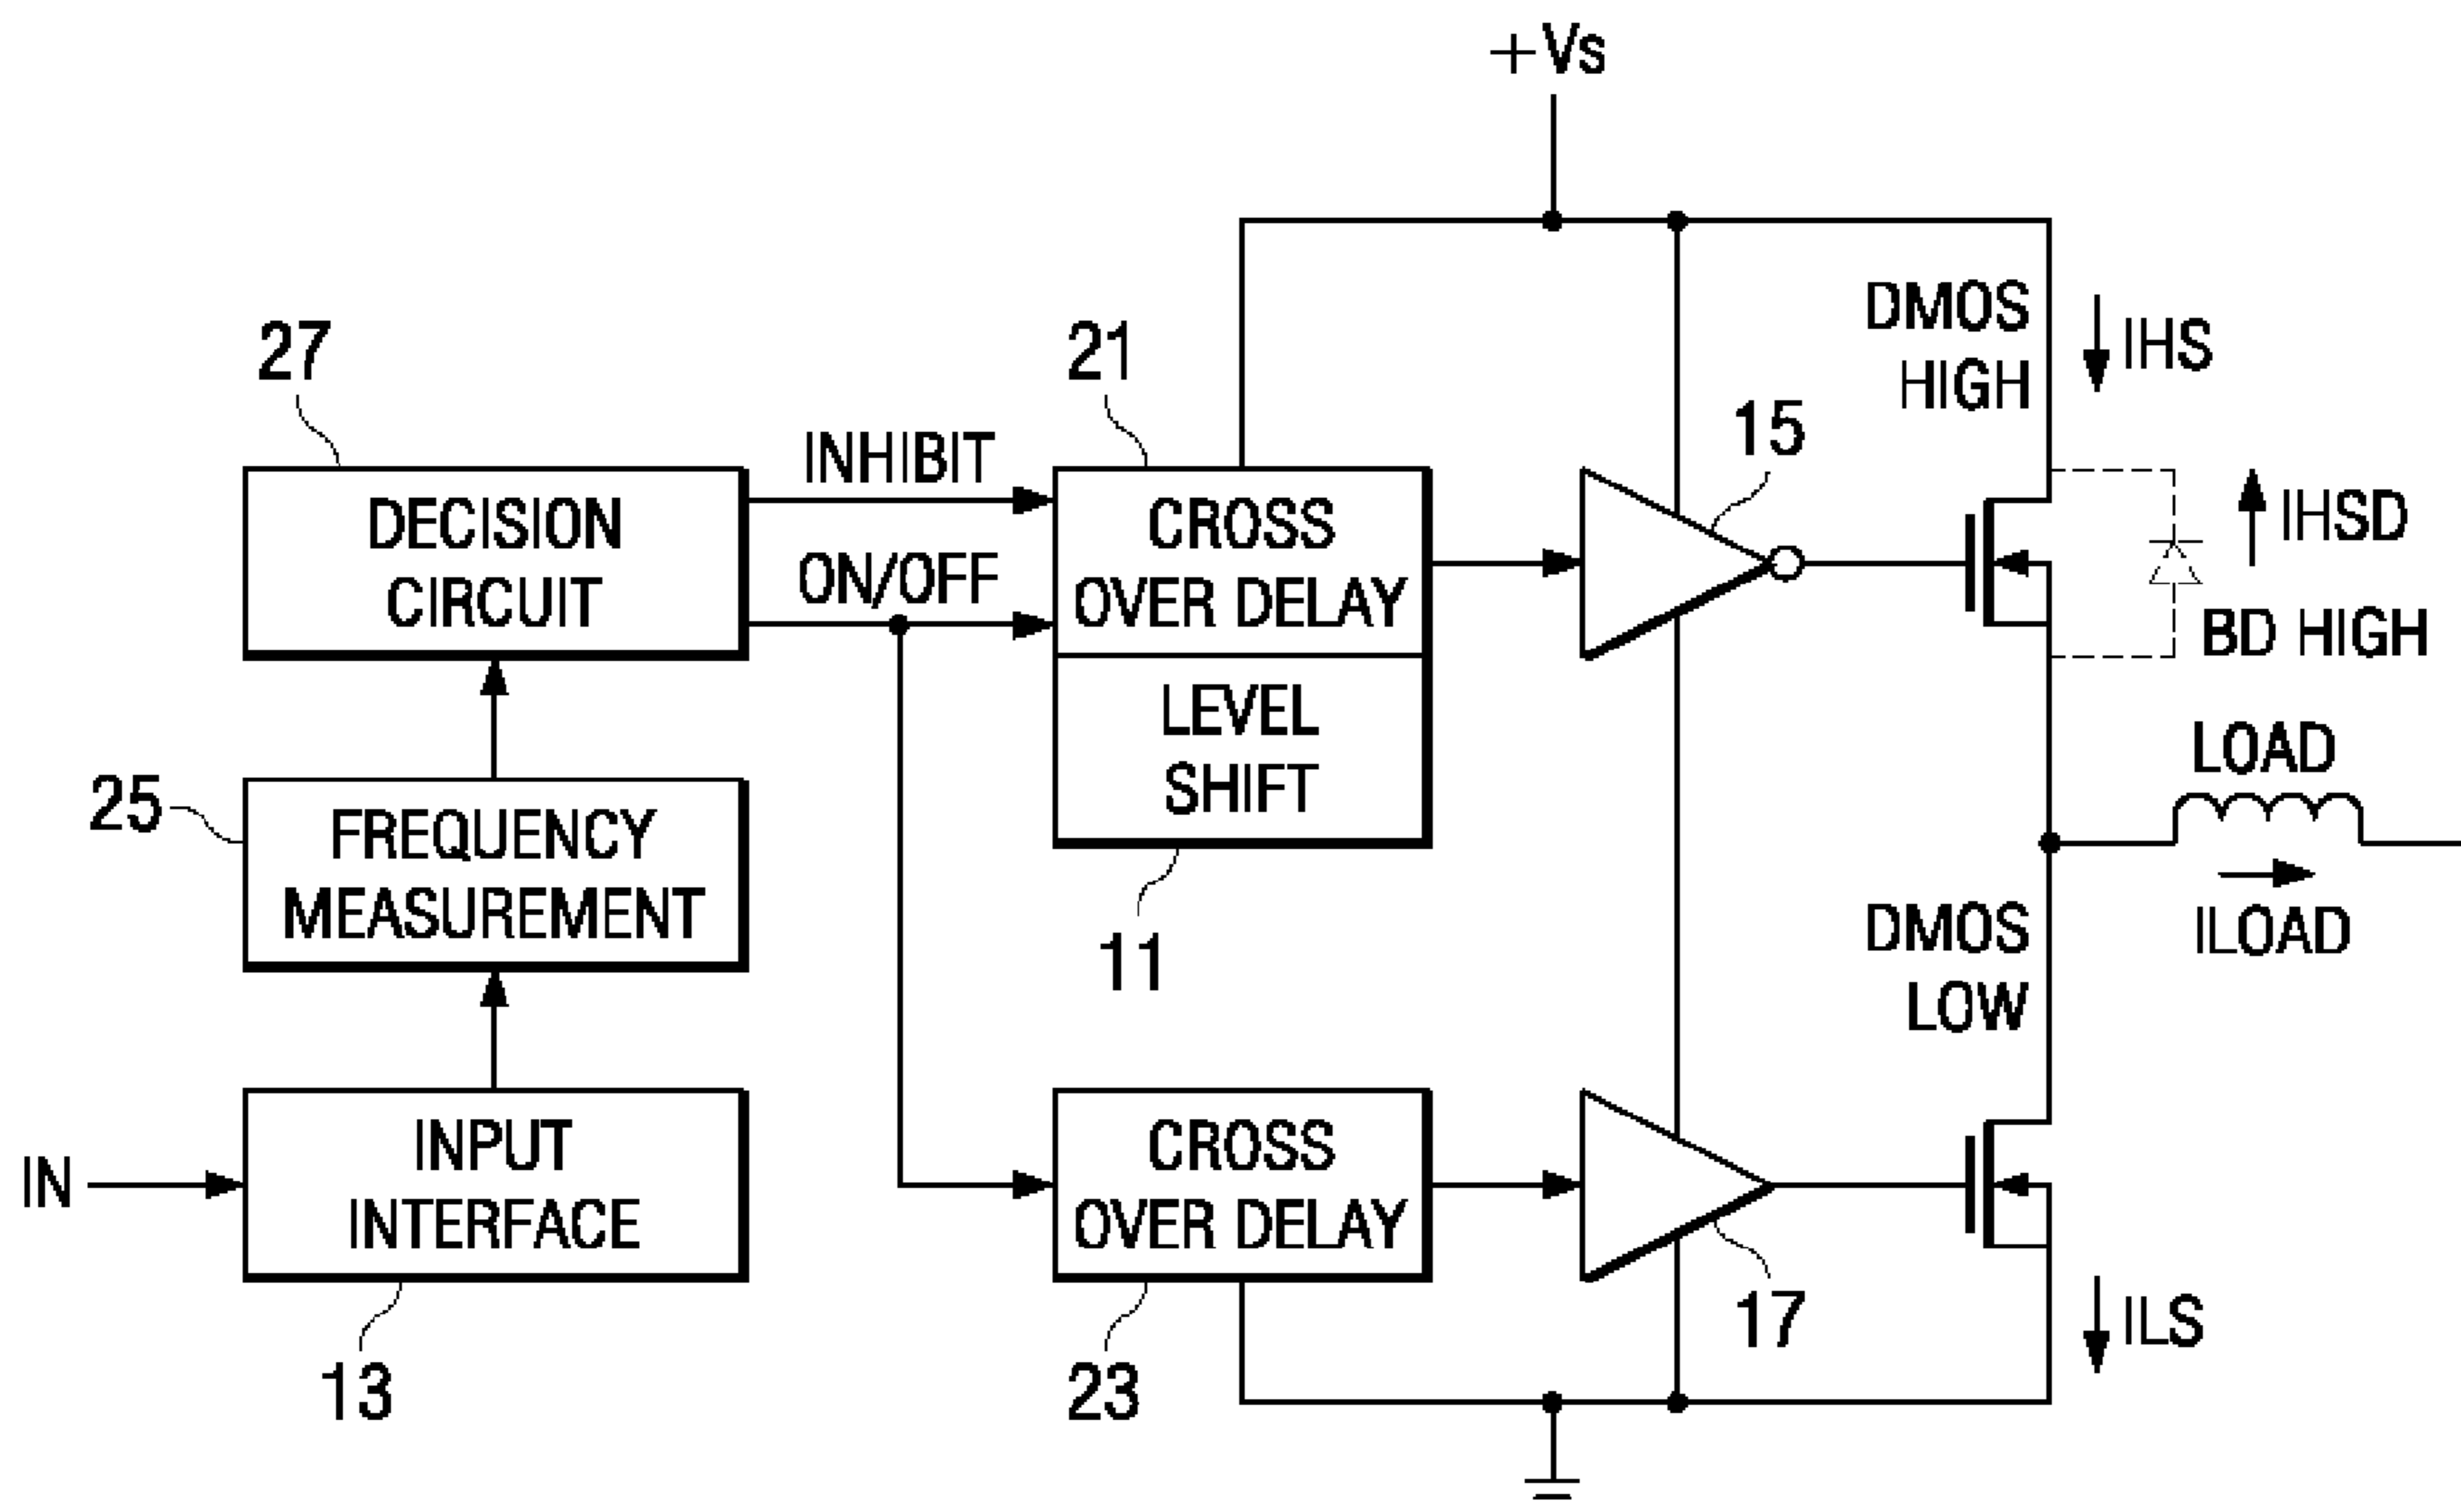 +Vs
DMOS
HIGH
IHS
27
21
15
INHIBIT
DECISION
CIRCUIT
ON/OFF
CROSS
OVER DELAY
IHSD
BD HIGH
LEVEL
SHIFT
LOAD
25
FREQUENCY
MEASUREMENT
11
DMOS
LOW
ILOAD
IN
INPUT
INTERFACE
CROSS
OVER DELAY
17
ILS
13
23